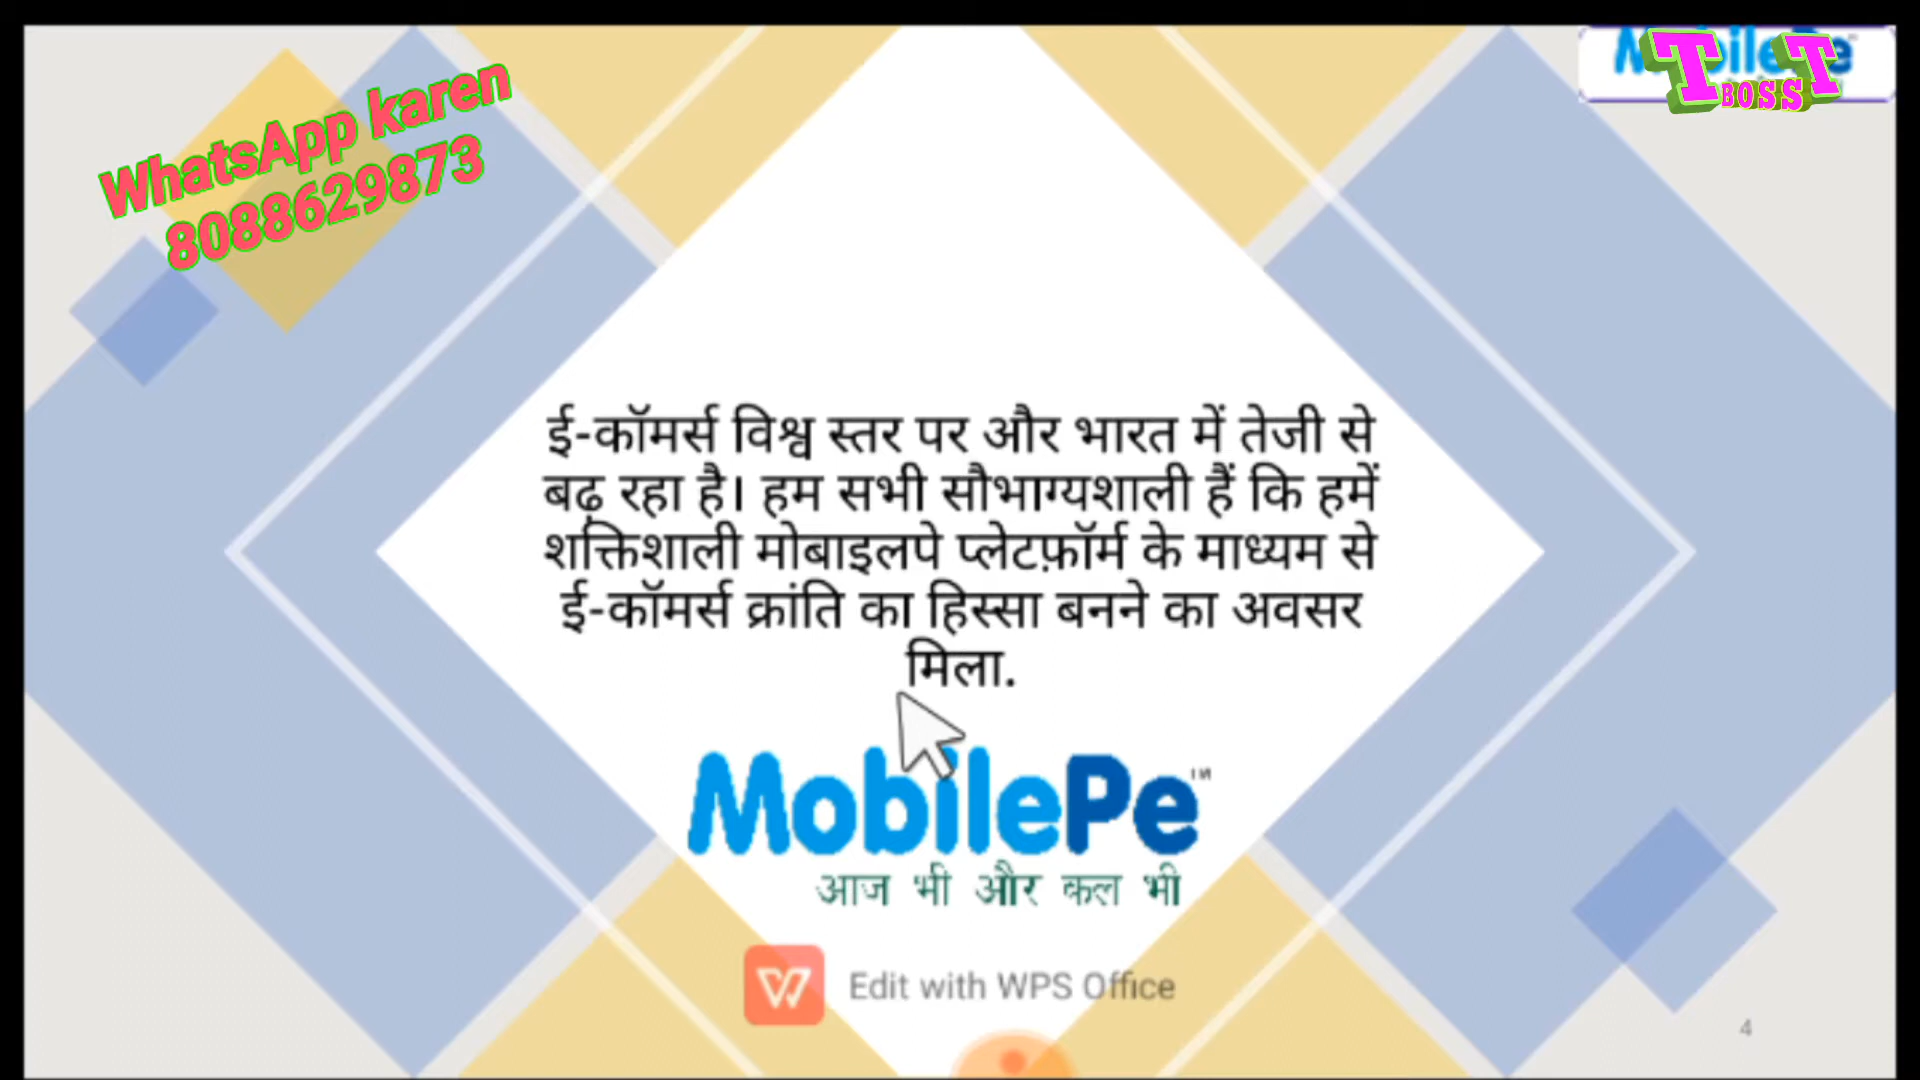 WhatsApp karen
8088629873
T BOSS T
ई-कॉमर्स विश्व स्तर पर और भारत में तेजी से
बढ़ रहा है। हम सभी सौभाग्यशाली हैं कि हमें
शक्तिशाली मोबाइलपे प्लेटफ़ॉर्म के माध्यम से
ई-कॉमर्स क्रांति का हिस्सा बनने का अवसर
मिला.
MobilePe™
आज भी और कल भी
Edit with WPS Office
4